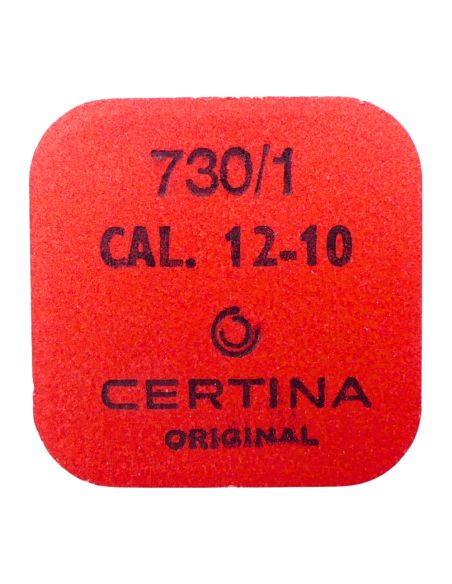 730/1
CAL. 12-10
CERTINA
ORIGINAL